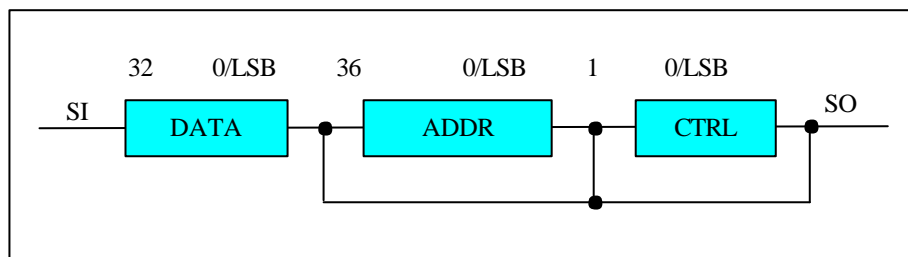 32 0/LSB 36 0/LSB 1 0/LSB
SI DATA ADDR CTRL SO